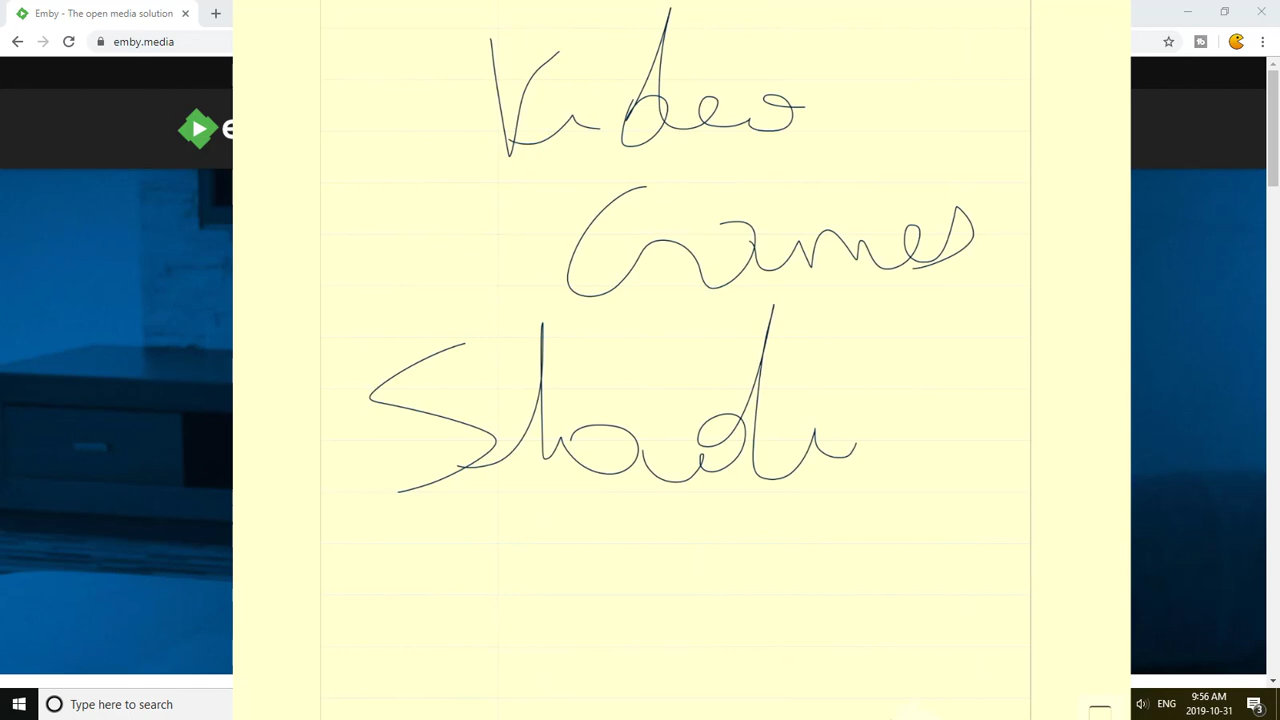 Emby - The open media solution
emby.media
e
Video
Games
Type here to search
ENG
9:56 AM
2019-10-31
3